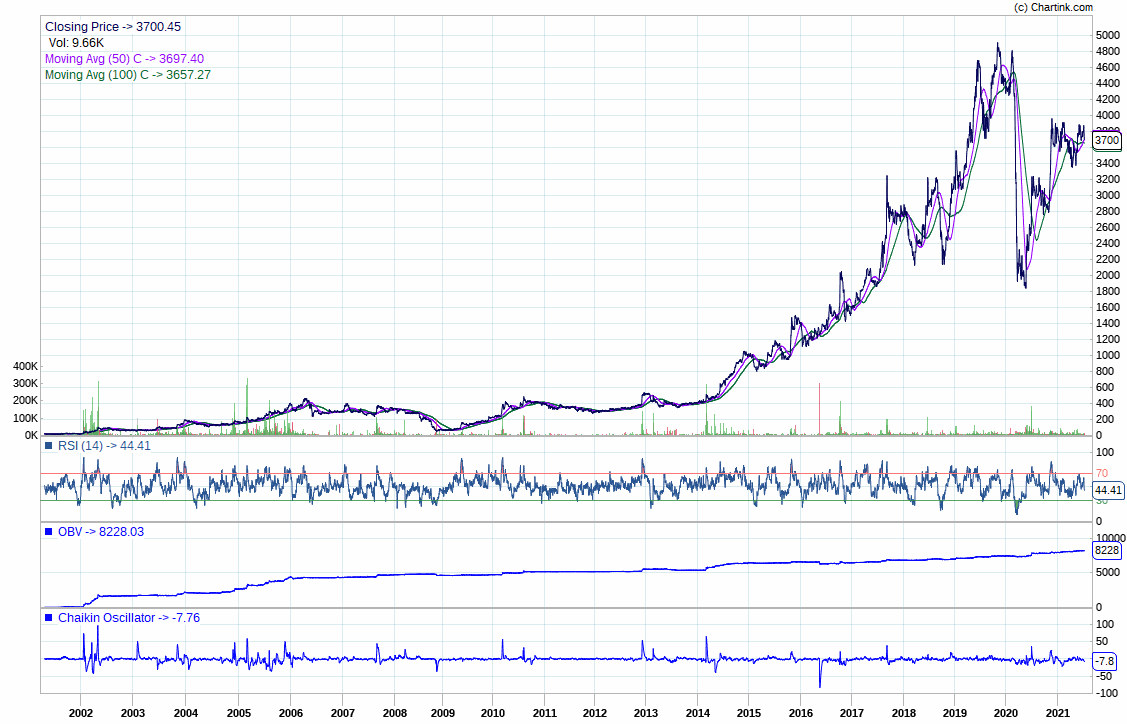 (c) Chartink.com
Closing Price -> 3700.45
Vol: 9.66K
Moving Avg (50) C -> 3697.40
Moving Avg (100) C -> 3657.27
5000
4800
4600
4400
4200
4000
3800
3700
3400
3200
3000
2800
2600
2400
2200
2000
1800
1600
1400
1200
1000
800
600
400
200
0
400K
300K
200K
100K
0K
RSI (14) -> 44.41
100
70
44.41
30
0
OBV -> 8228.03
10000
8228
5000
0
Chaikin Oscillator -> -7.76
100
50
-7.8
-50
-100
2002 2003 2004 2005 2006 2007 2008 2009 2010 2011 2012 2013 2014 2015 2016 2017 2018 2019 2020 2021